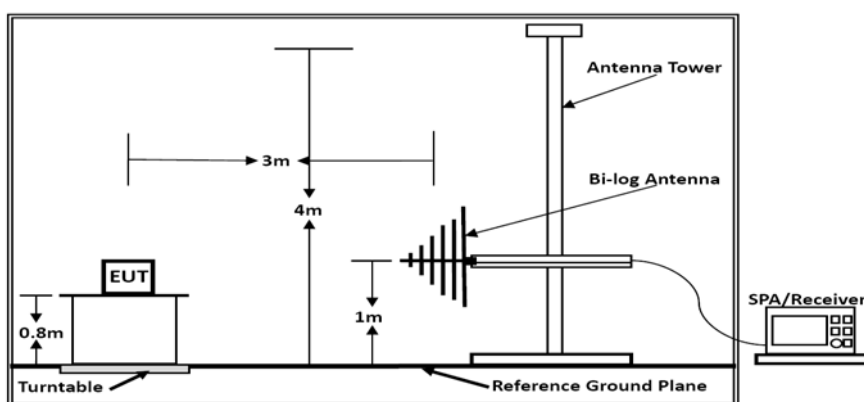 Antenna Tower
3m
Bi-log Antenna
4m
EUT
SPA/Receiver
0.8m
1m
Turntable
Reference Ground Plane